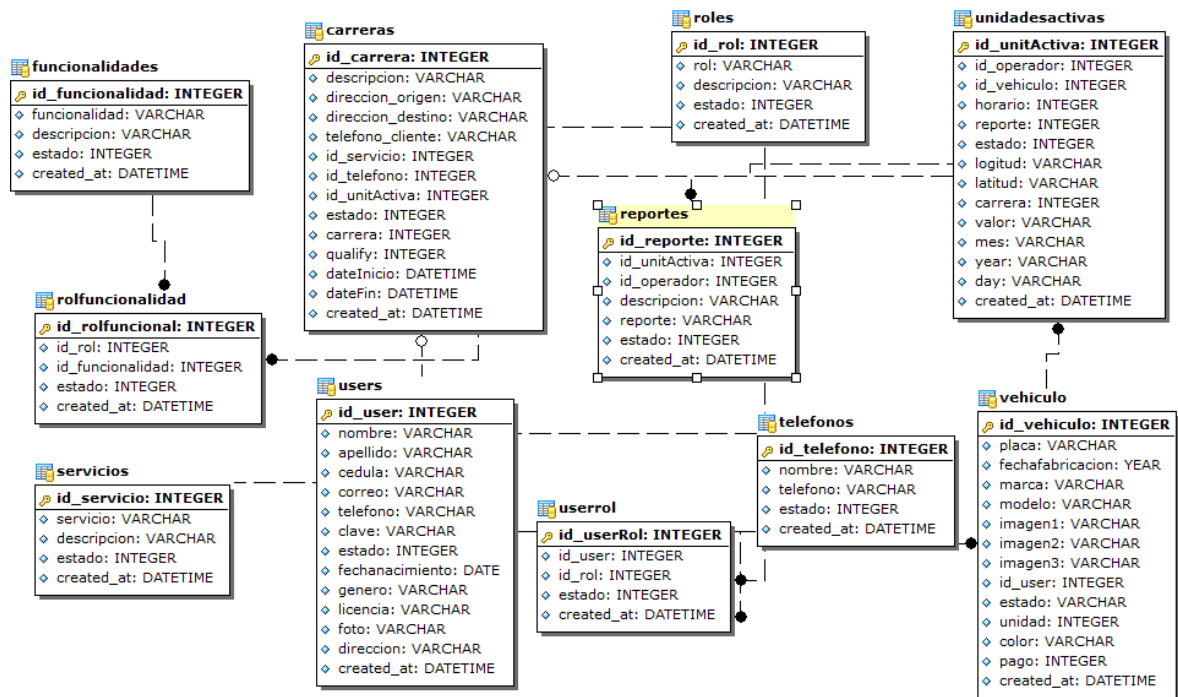 carreras
id_carrera: INTEGER
descripcion: VARCHAR
direccion_origen: VARCHAR
direccion_destino: VARCHAR
telefono_cliente: VARCHAR
id_servicio: INTEGER
id_telefono: INTEGER
id_unitActiva: INTEGER
estado: INTEGER
carrera: INTEGER
qualify: INTEGER
dateInicio: DATETIME
dateFin: DATETIME
created_at: DATETIME
roles
id_rol: INTEGER
rol: VARCHAR
descripcion: VARCHAR
estado: INTEGER
created_at: DATETIME
unidadesactivas
id_unitActiva: INTEGER
id_operador: INTEGER
id_vehiculo: INTEGER
horario: INTEGER
reporte: INTEGER
estado: INTEGER
logitud: VARCHAR
latitud: VARCHAR
carrera: INTEGER
valor: VARCHAR
mes: VARCHAR
year: VARCHAR
day: VARCHAR
created_at: DATETIME
funcionalidades
id_funcionalidad: INTEGER
funcionalidad: VARCHAR
descripcion: VARCHAR
estado: INTEGER
created_at: DATETIME
reportes
id_reporte: INTEGER
id_unitActiva: INTEGER
id_operador: INTEGER
descripcion: VARCHAR
reporte: VARCHAR
estado: INTEGER
created_at: DATETIME
rolfuncionalidad
id_rolfuncional: INTEGER
id_rol: INTEGER
id_funcionalidad: INTEGER
estado: INTEGER
created_at: DATETIME
users
id_user: INTEGER
nombre: VARCHAR
apellido: VARCHAR
cedula: VARCHAR
correo: VARCHAR
telefono: VARCHAR
clave: VARCHAR
estado: INTEGER
fechanacimiento: DATE
genero: VARCHAR
licencia: VARCHAR
foto: VARCHAR
direccion: VARCHAR
created_at: DATETIME
telefonos
id_telefono: INTEGER
nombre: VARCHAR
telefono: VARCHAR
estado: INTEGER
created_at: DATETIME
vehiculo
id_vehiculo: INTEGER
placa: VARCHAR
fechafabricacion: YEAR
marca: VARCHAR
modelo: VARCHAR
imagen1: VARCHAR
imagen2: VARCHAR
imagen3: VARCHAR
id_user: INTEGER
estado: VARCHAR
unidad: INTEGER
color: VARCHAR
pago: INTEGER
created_at: DATETIME
servicios
id_servicio: INTEGER
servicio: VARCHAR
descripcion: VARCHAR
estado: INTEGER
created_at: DATETIME
userrol
id_userRol: INTEGER
id_user: INTEGER
id_rol: INTEGER
estado: INTEGER
created_at: DATETIME